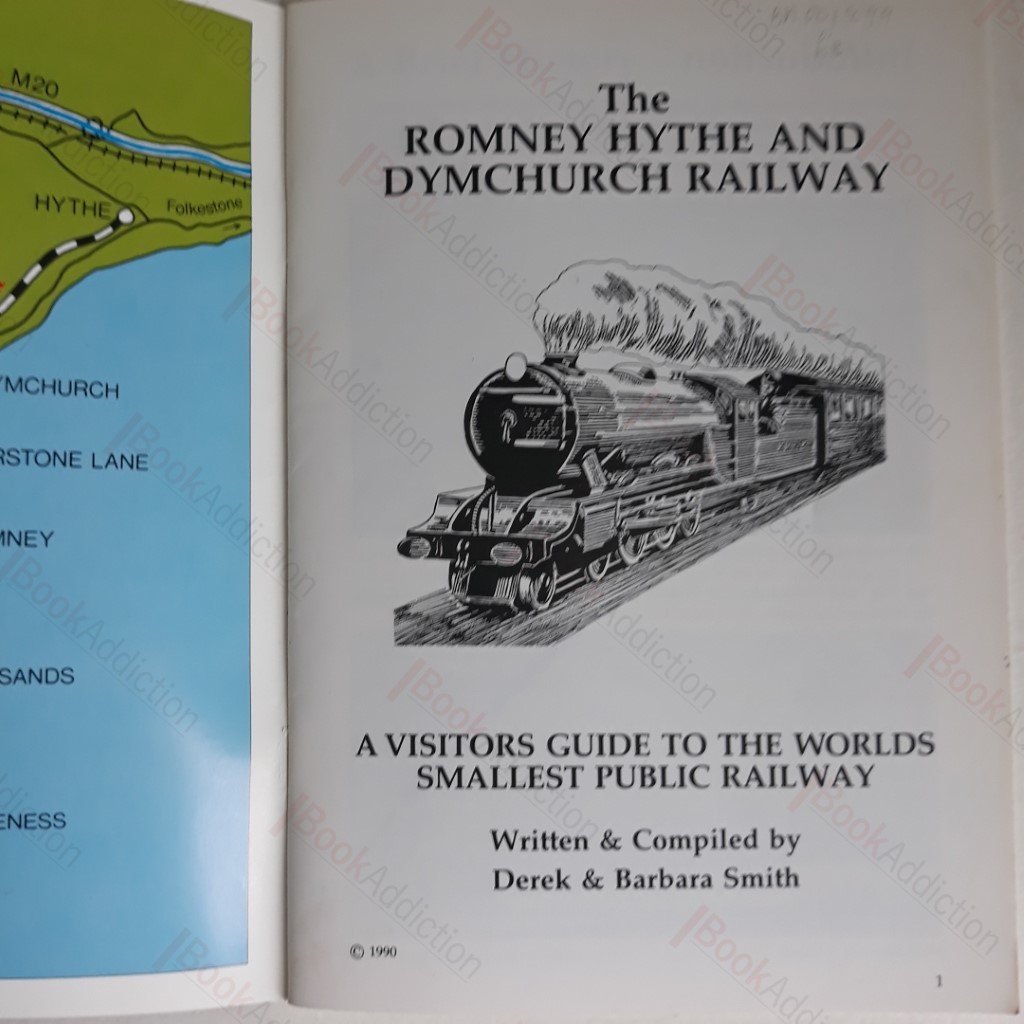 M20
HYTHE
Folkestone
YMCHURCH
RSTONE LANE
MNEY
SANDS
ENESS
The
ROMNEY HYTHE AND
DYMCHURCH RAILWAY
A VISITORS GUIDE TO THE WORLDS
SMALLEST PUBLIC RAILWAY
Written & Compiled by
Derek & Barbara Smith
© 1990
1
BookAddiction